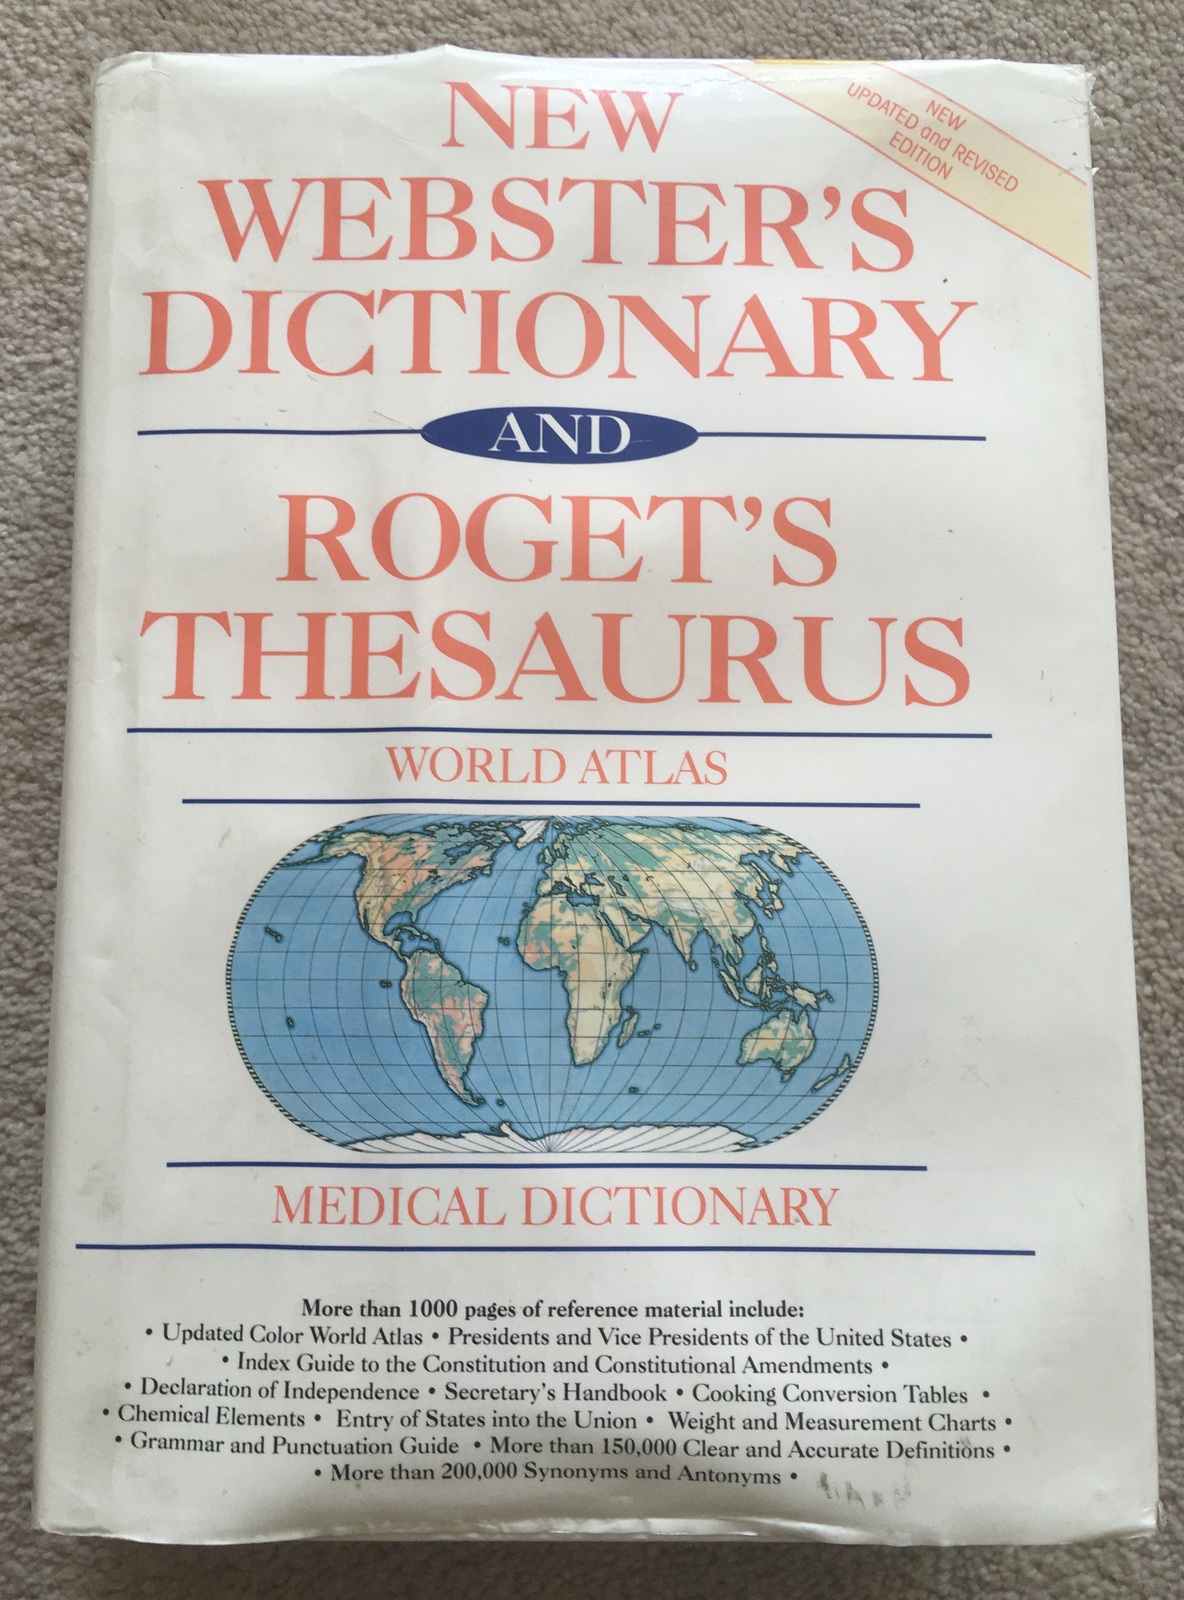 NEW
UPDATED and REVISED
EDITION
NEW
WEBSTER'S
DICTIONARY
AND
ROGET'S
THESAURUS
WORLD ATLAS
MEDICAL DICTIONARY
More than 1000 pages of reference material include:
• Updated Color World Atlas • Presidents and Vice Presidents of the United States •
• Index Guide to the Constitution and Constitutional Amendments •
• Declaration of Independence • Secretary's Handbook • Cooking Conversion Tables •
• Chemical Elements • Entry of States into the Union • Weight and Measurement Charts •
• Grammar and Punctuation Guide • More than 150,000 Clear and Accurate Definitions •
• More than 200,000 Synonyms and Antonyms •